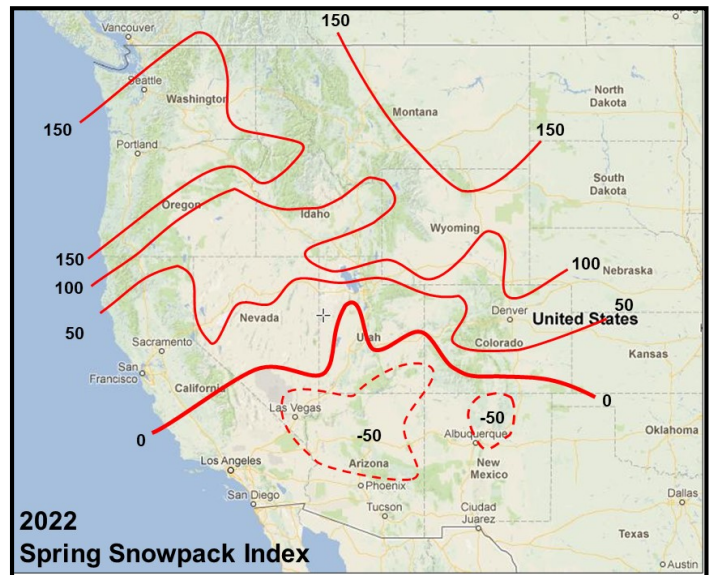 150
Vancouver
Seattle
Washington
North
Dakota
Montana
150
150
Portland
South
Dakota
Oregon
Idaho
Wyoming
150
100
Nebraska
100
50
50
Denver
United States
Nevada
Utah
Colorado
Sacramento
Kansas
San
Francisco
California
0
Las Vegas
-50
-50
0
Albuquerque
Oklahoma
Los Angeles
Arizona
New
Mexico
Phoenix
San Diego
Dallas
Tucson
Ciudad
Juarez
2022
Texas
Spring Snowpack Index
Austin